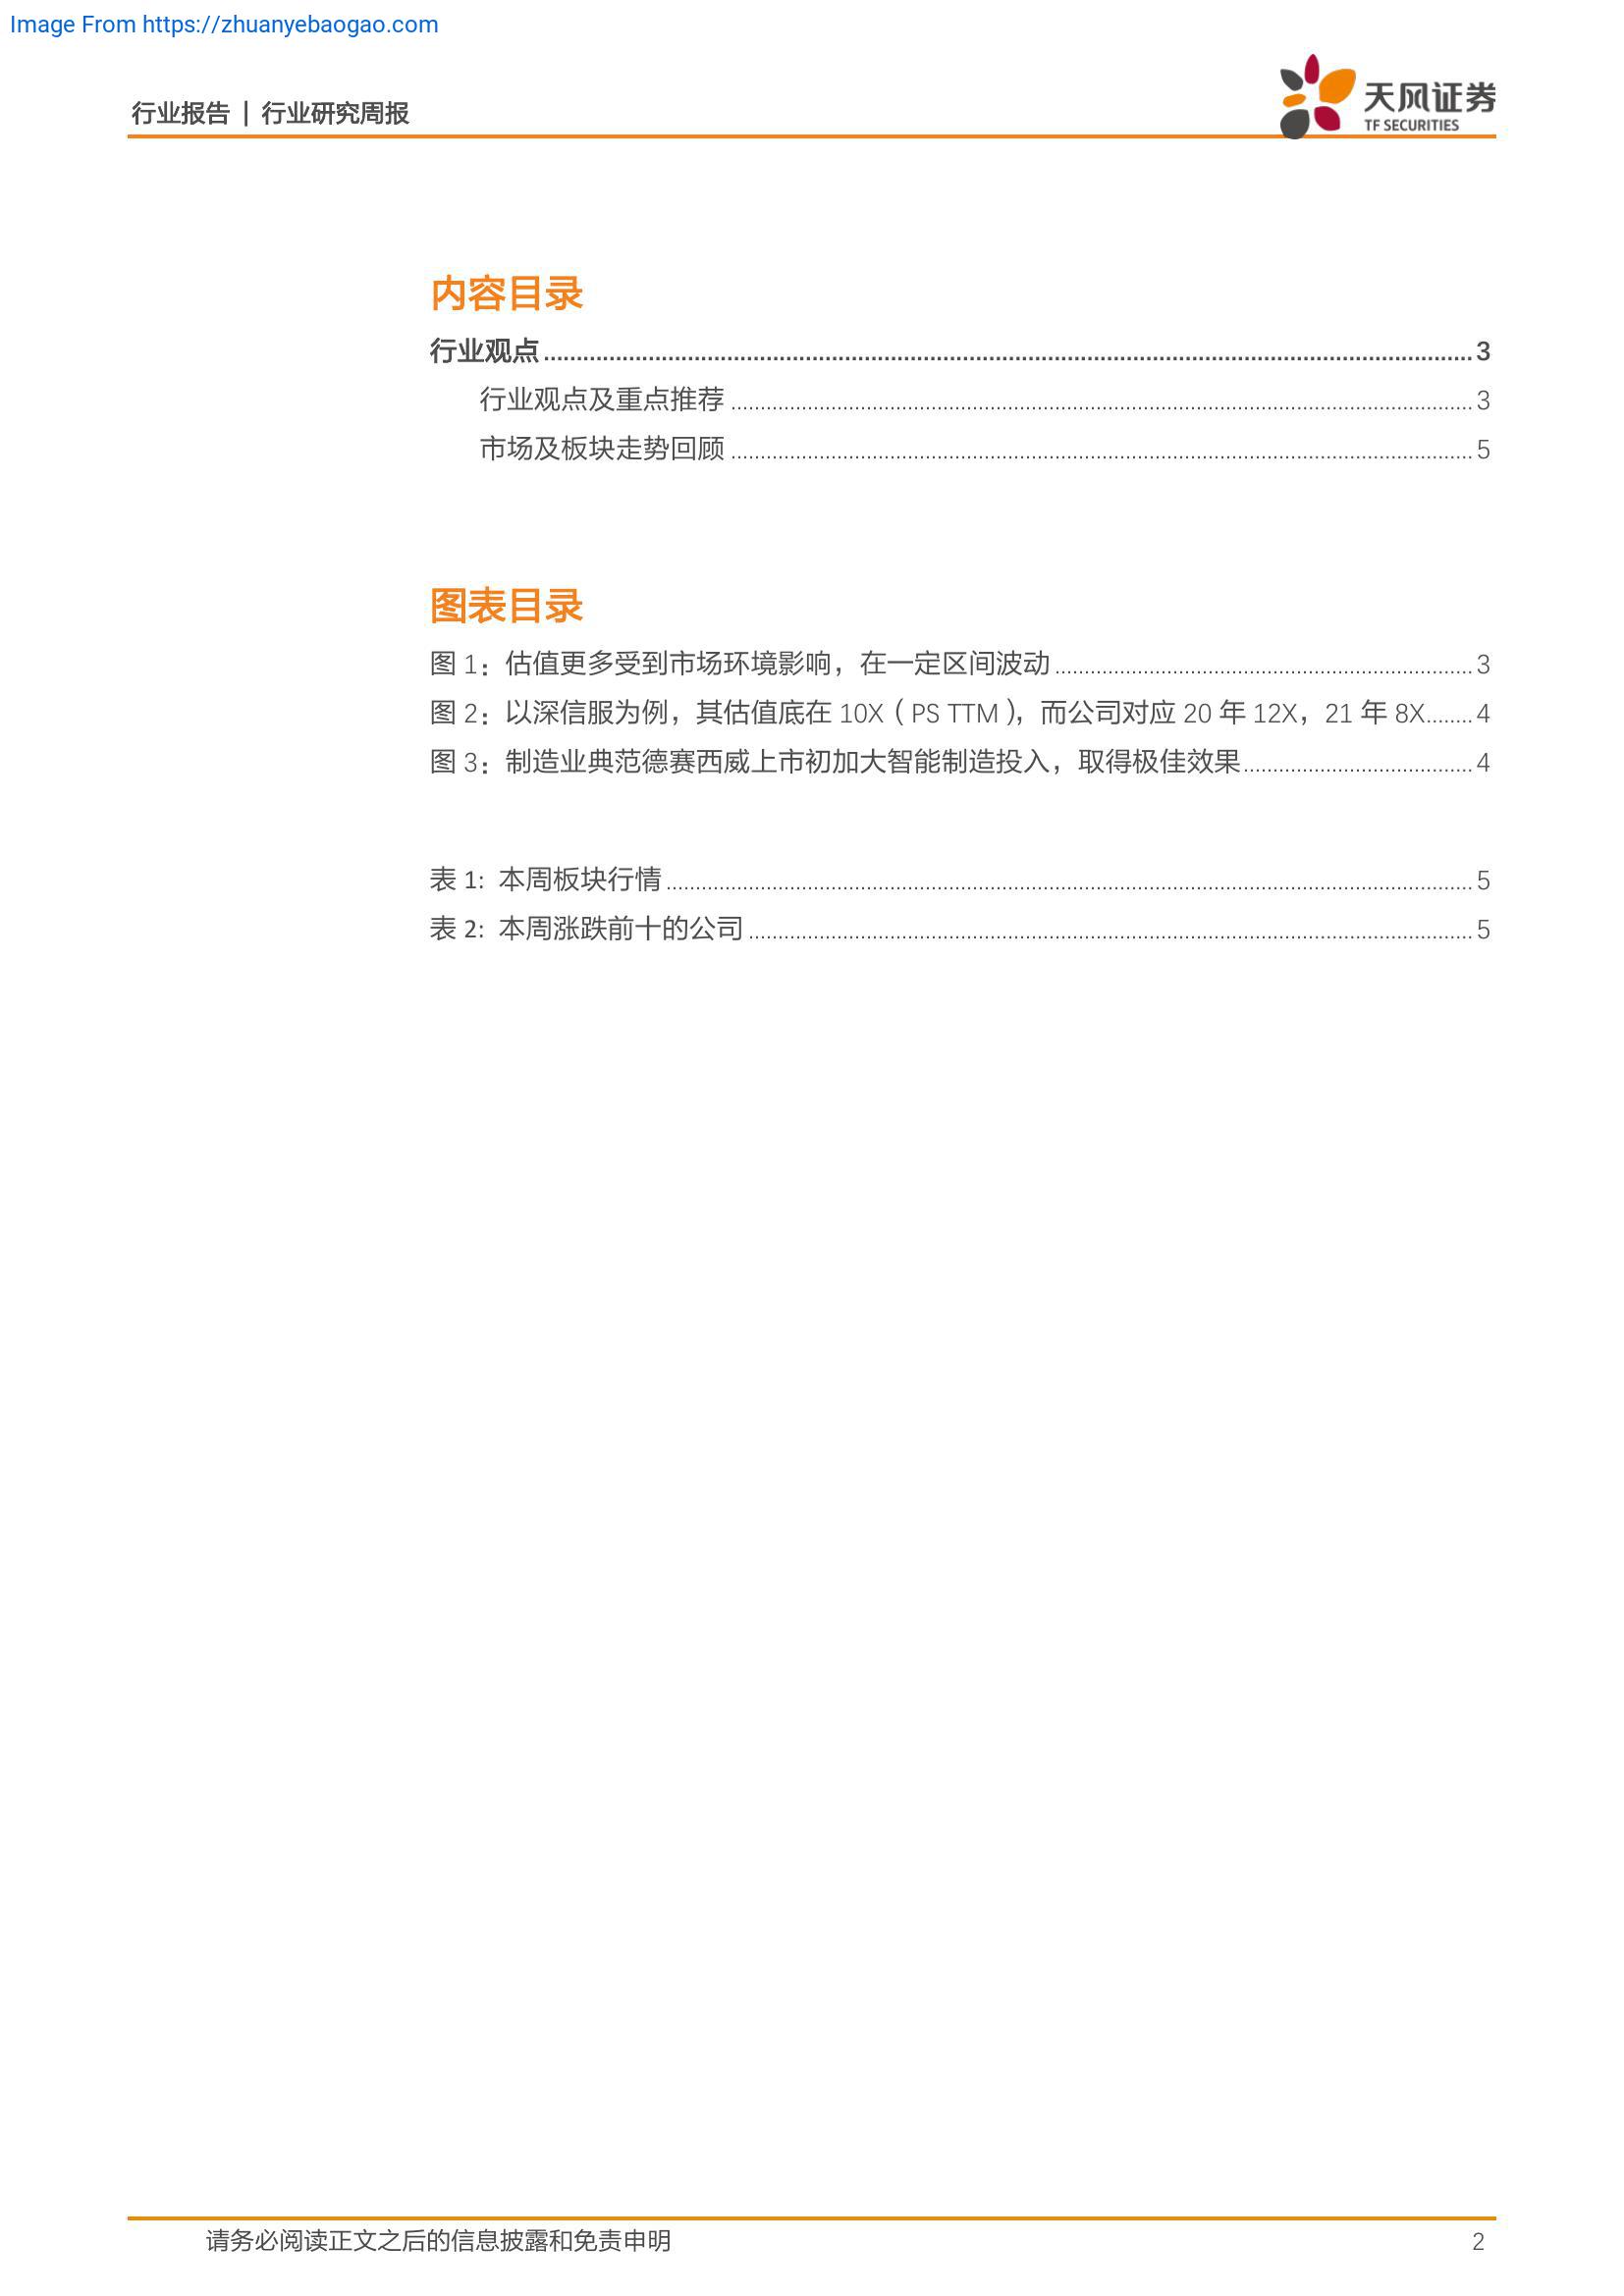 Image From https://zhuanyebaogao.com
行业报告 | 行业研究周报
天风证券
TF SECURITIES
内容目录
行业观点 3
行业观点及重点推荐 3
市场及板块走势回顾 5
图表目录
图 1：估值更多受到市场环境影响，在一定区间波动 3
图 2：以深信服为例，其估值底在 10X（PS TTM），而公司对应 20 年 12X，21 年 8X 4
图 3：制造业典范德赛西威上市初加大智能制造投入，取得极佳效果 4
表 1：本周板块行情 5
表 2：本周涨跌前十的公司 5
请务必阅读正文之后的信息披露和免责申明 2